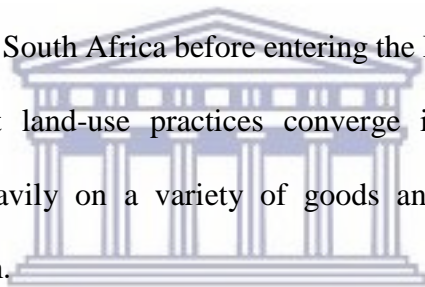 South Africa before entering the
land-use practices converge i
avily on a variety of goods an